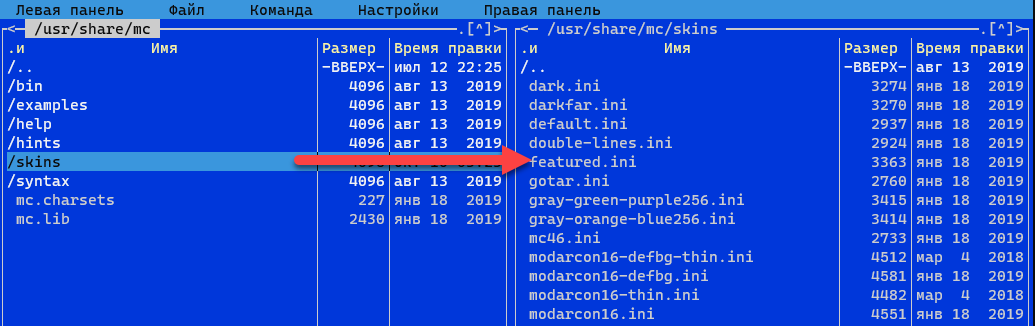 Левая панель Файл Команда Настройки Правая панель
<— /usr/share/mc .[^]>
.и Имя Размер Время правки
/.. -ВВЕРХ- июл 12 22:25
/bin 4096 авг 13 2019
/examples 4096 авг 13 2019
/help 4096 авг 13 2019
/hints 4096 авг 13 2019
/skins
/syntax 4096 авг 13 2019
mc.charsets 227 янв 18 2019
mc.lib 2430 янв 18 2019
<— /usr/share/mc/skins .[^]>
.и Имя Размер Время правки
/.. -ВВЕРХ- авг 13 2019
dark.ini 3274 янв 18 2019
darkfar.ini 3270 янв 18 2019
default.ini 2937 янв 18 2019
double-lines.ini 2924 янв 18 2019
featured.ini 3363 янв 18 2019
gotar.ini 2760 янв 18 2019
gray-green-purple256.ini 3415 янв 18 2019
gray-orange-blue256.ini 3414 янв 18 2019
mc46.ini 2733 янв 18 2019
modarcon16-defbg-thin.ini 4512 мар 4 2018
modarcon16-defbg.ini 4581 янв 18 2019
modarcon16-thin.ini 4482 мар 4 2018
modarcon16.ini 4551 янв 18 2019